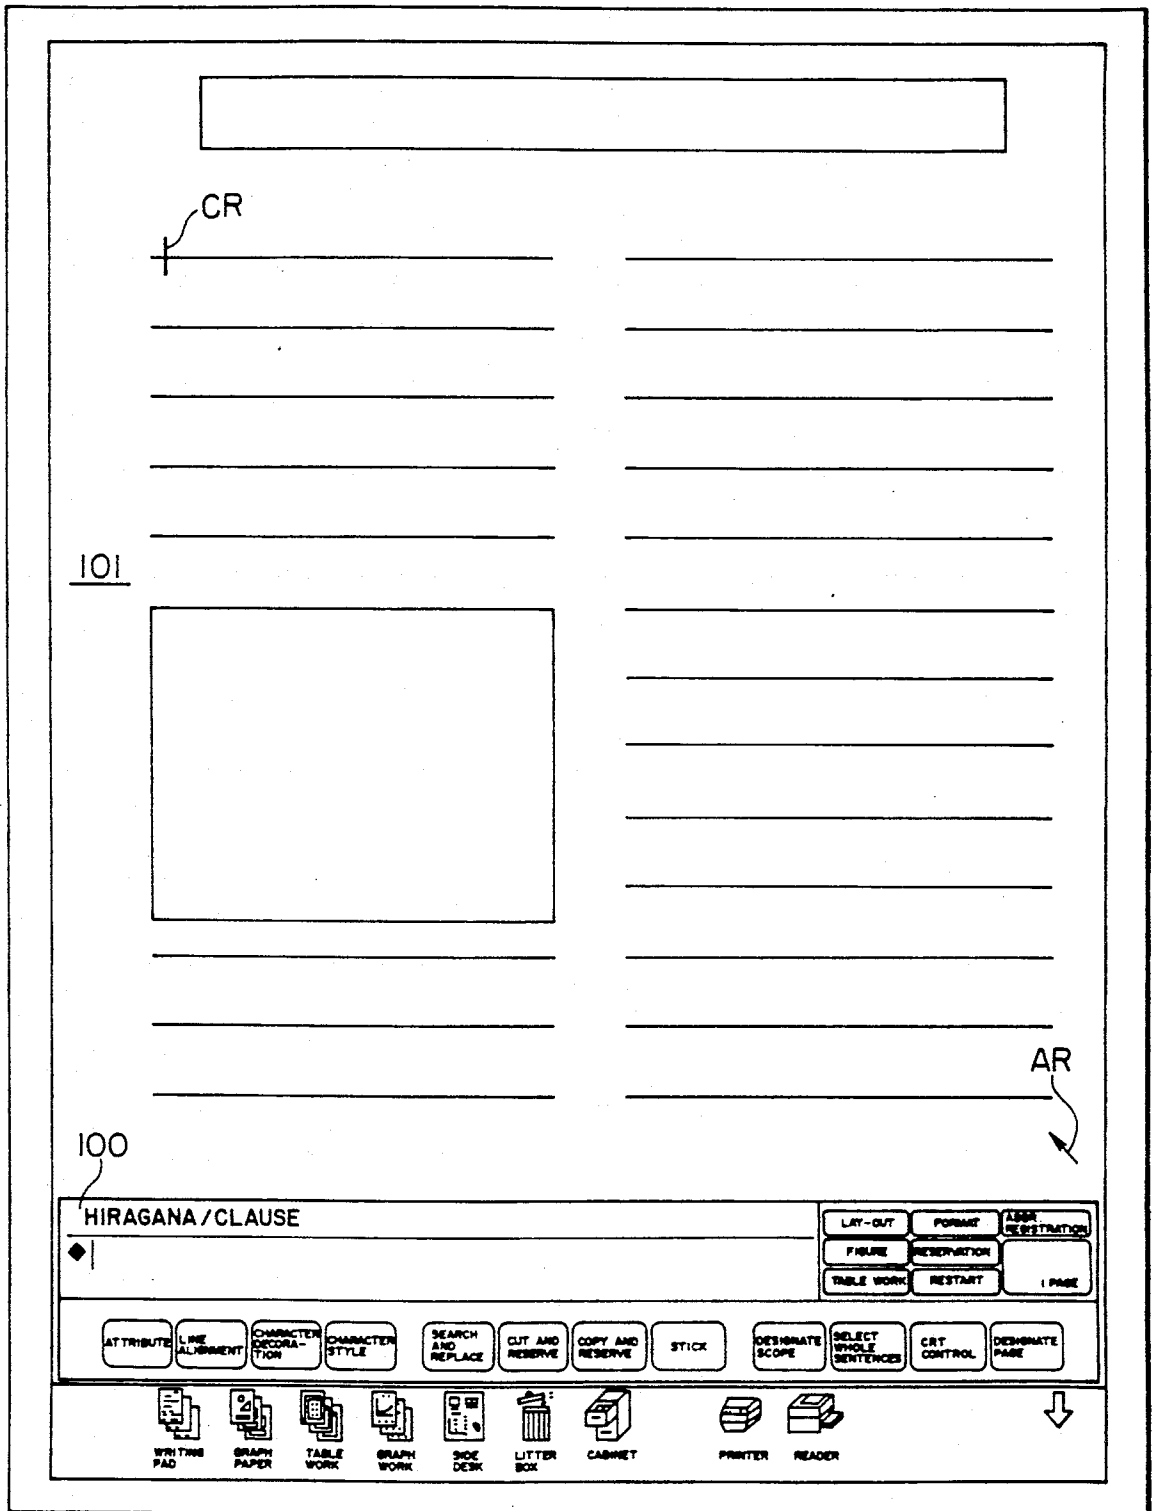 CR
101
AR
100
HIRAGANA/CLAUSE
LAY-OUT
FORMAT
ABBR.
REGISTRATION
FIGURE
RESERVATION
TABLE WORK
RESTART
1 PAGE
ATTRIBUTE
LINE
ALIGNMENT
CHARACTER
DECORA-
TION
CHARACTER
STYLE
SEARCH
AND
REPLACE
CUT AND
RESERVE
COPY AND
RESERVE
STICK
DESIGNATE
SCOPE
SELECT
WHOLE
SENTENCES
CRT
CONTROL
DESIGNATE
PAGE
WRITING
PAD
GRAPH
PAPER
TABLE
WORK
GRAPH
WORK
SIDE
DESK
LITTER
BOX
CABINET
PRINTER
READER